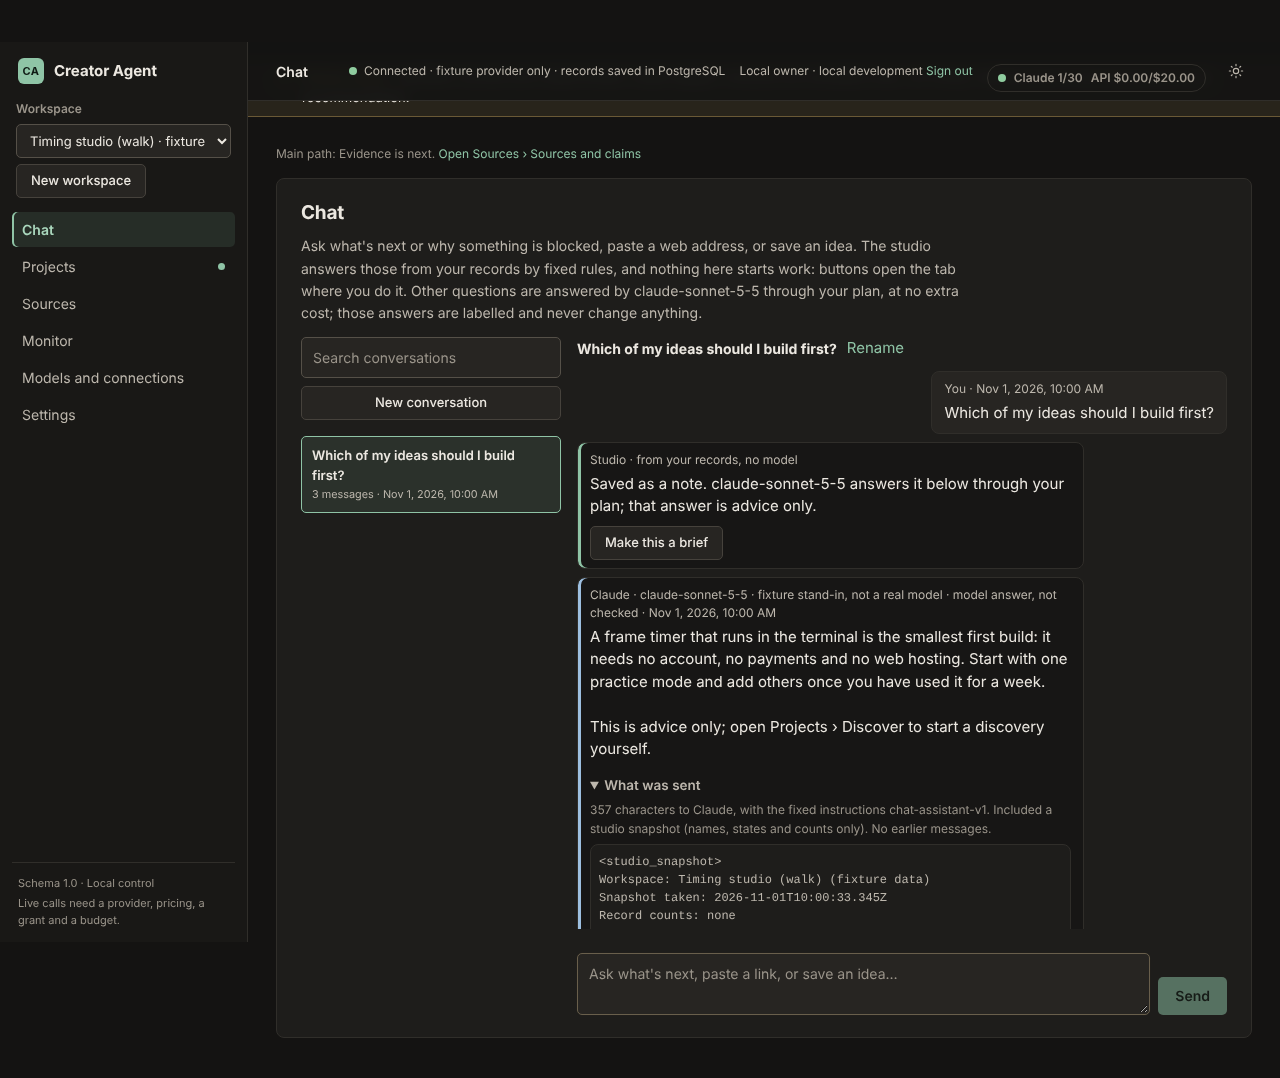 CA Creator Agent
Workspace
Timing studio (walk) · fixture
New workspace
Chat
Projects
Sources
Monitor
Models and connections
Settings
Schema 1.0 · Local control
Live calls need a provider, pricing, a
grant and a budget.
Chat
Connected · fixture provider only · records saved in PostgreSQL
Local owner · local development Sign out
Claude 1/30 API $0.00/$20.00
recommendation.
Main path: Evidence is next. Open Sources › Sources and claims
Chat
Ask what's next or why something is blocked, paste a web address, or save an idea. The studio
answers those from your records by fixed rules, and nothing here starts work: buttons open the tab
where you do it. Other questions are answered by claude-sonnet-5-5 through your plan, at no extra
cost; those answers are labelled and never change anything.
Search conversations
New conversation
Which of my ideas should I build
first?
3 messages · Nov 1, 2026, 10:00 AM
Which of my ideas should I build first? Rename
You · Nov 1, 2026, 10:00 AM
Which of my ideas should I build first?
Studio · from your records, no model
Saved as a note. claude-sonnet-5-5 answers it below through your
plan; that answer is advice only.
Make this a brief
Claude · claude-sonnet-5-5 · fixture stand-in, not a real model · model answer, not
checked · Nov 1, 2026, 10:00 AM
A frame timer that runs in the terminal is the smallest first build: it
needs no account, no payments and no web hosting. Start with one
practice mode and add others once you have used it for a week.
This is advice only; open Projects › Discover to start a discovery
yourself.
▼ What was sent
357 characters to Claude, with the fixed instructions chat-assistant-v1. Included a
studio snapshot (names, states and counts only). No earlier messages.
<studio_snapshot>
Workspace: Timing studio (walk) (fixture data)
Snapshot taken: 2026-11-01T10:00:33.345Z
Record counts: none
Ask what's next, paste a link, or save an idea...
Send